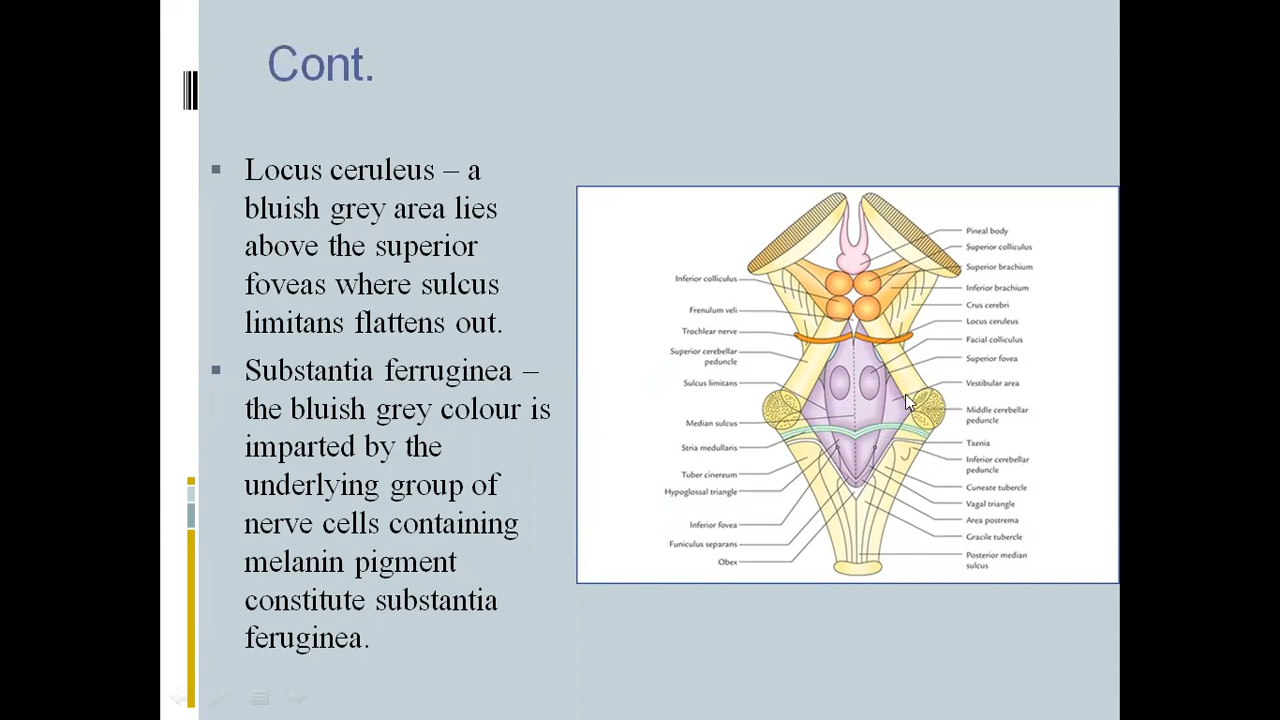 Cont.
Locus ceruleus – a
bluish grey area lies
above the superior
foveas where sulcus
limitans flattens out.
Substantia ferruginea –
the bluish grey colour is
imparted by the
underlying group of
nerve cells containing
melanin pigment
constitute substantia
feruginea.
Inferior colliculus
Frenulum veli
Trochlear nerve
Superior cerebellar
peduncle
Sulcus limitans
Median sulcus
Stria medullaris
Tuber cinereum
Hypoglossal triangle
Inferior fovea
Funiculus separans
Obex
Pineal body
Superior colliculus
Superior brachium
Inferior brachium
Crus cerebri
Locus ceruleus
Facial colliculus
Superior fovea
Vestibular area
Middle cerebellar
peduncle
Taenia
Inferior cerebellar
peduncle
Cuneate tubercle
Vagal triangle
Area postrema
Gracile tubercle
Posterior median
sulcus